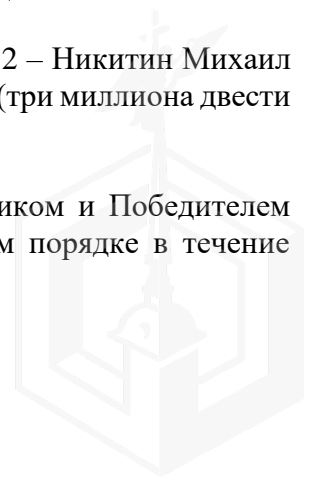 2 – Никитин Михаил
(три миллиона двести
иком и Победителем
м порядке в течение